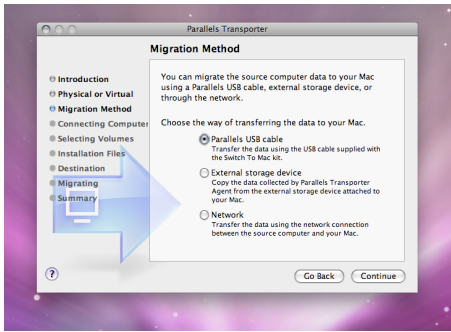 Parallels Transporter
Migration Method
Introduction
Physical or Virtual
Migration Method
Connecting Computer
Selecting Volumes
Installation Files
Destination
Migrating
Summary
You can migrate the source computer data to your Mac
using a Parallels USB cable, external storage device, or
through the network.
Choose the way of transferring the data to your Mac.
Parallels USB cable
Transfer the data using the USB cable supplied with
the Switch To Mac kit.
External storage device
Copy the data collected by Parallels Transporter
Agent from the external storage device attached to
your Mac.
Network
Transfer the data using the network connection
between the source computer and your Mac.
?
Go Back
Continue